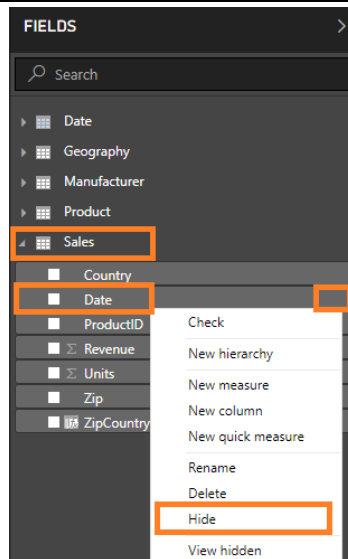 FIELDS
Search
Date
Geography
Manufacturer
Product
Sales
Country
Date
ProductID
Σ Revenue
Σ Units
Zip
ZipCountry
Check
New hierarchy
New measure
New column
New quick measure
Rename
Delete
Hide
View hidden